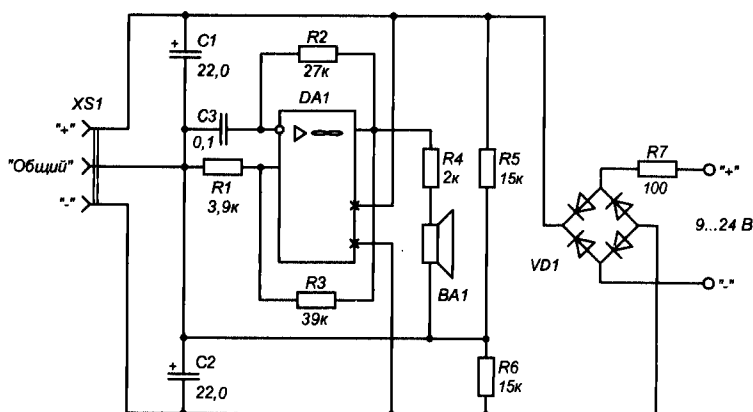 C1
+
22,0
R2
27к
DA1
XS1
"+"
"Общий"
"-"
C3
0,1
R1
3,9к
R3
39к
R4
2к
R5
15к
BA1
VD1
R7
100
"+"
9...24 В
"-"
+
C2
22,0
R6
15к